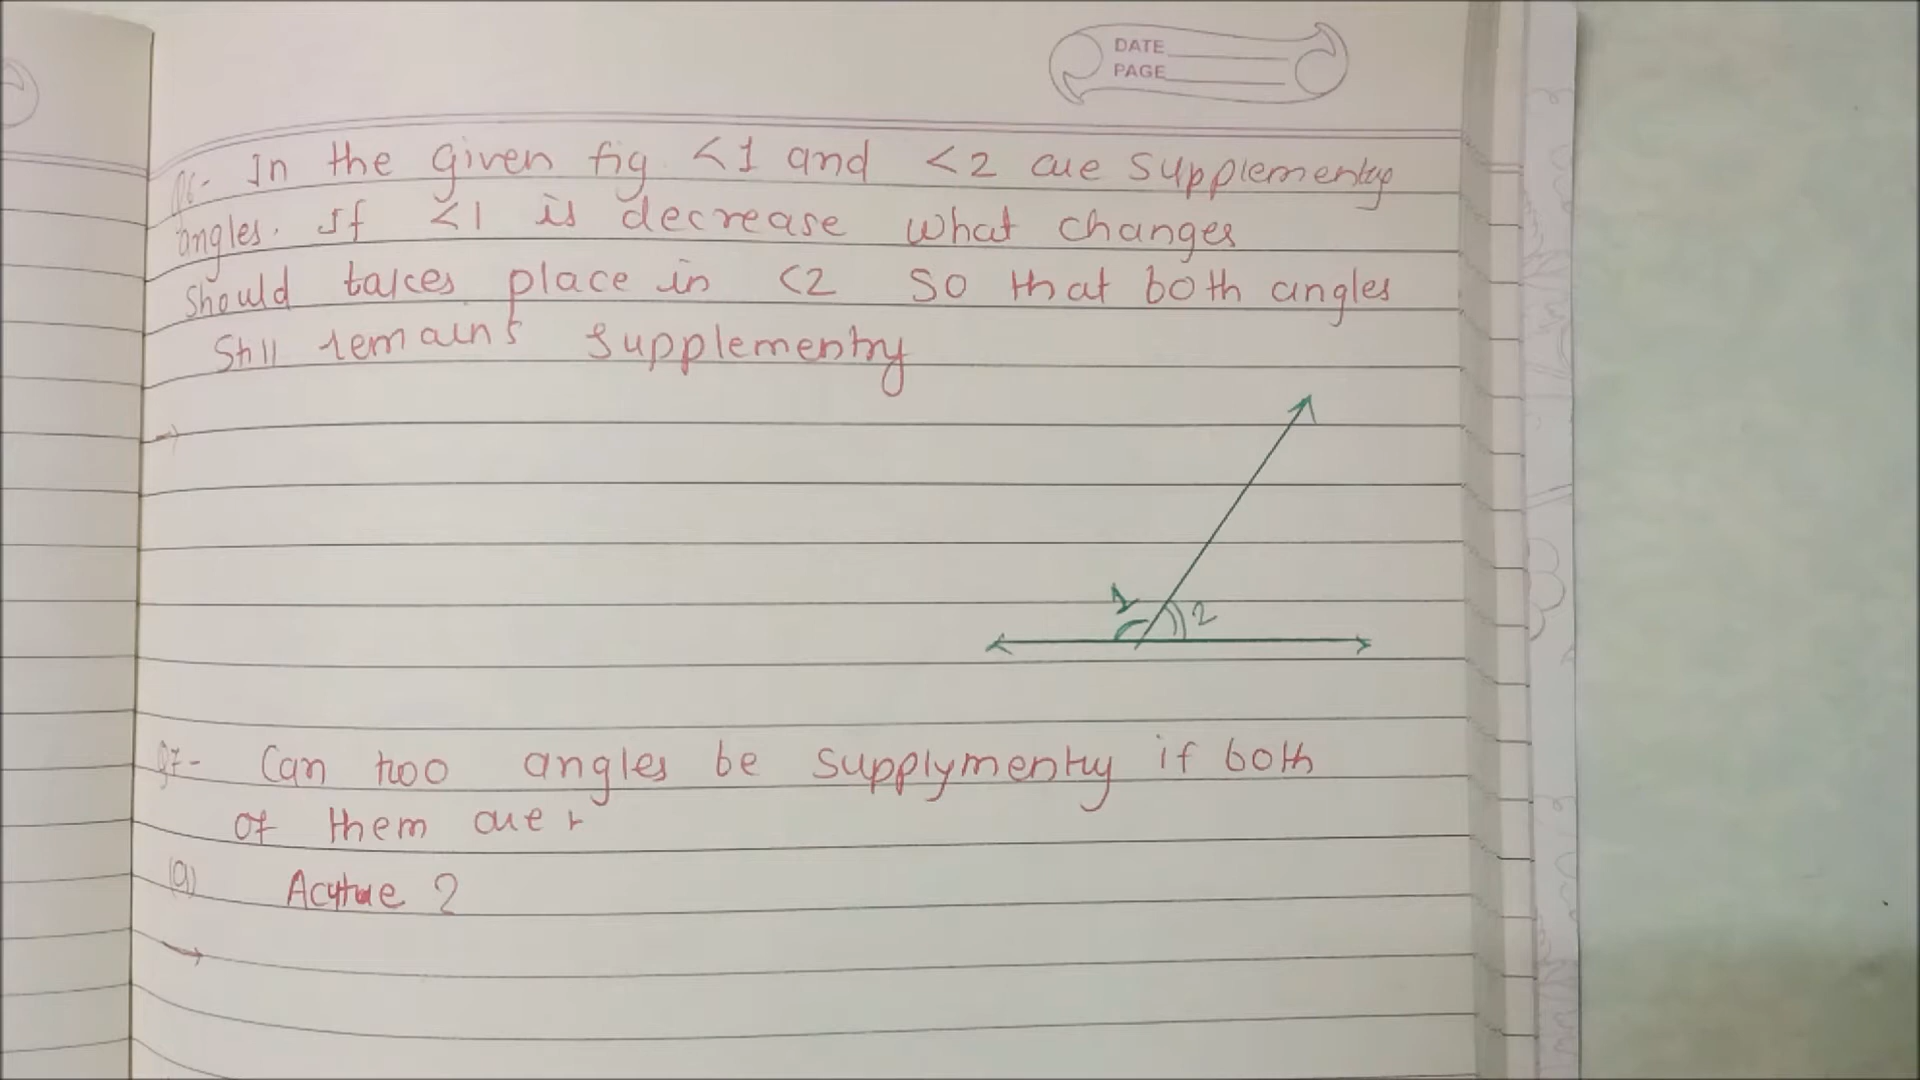 DATE
PAGE
Q6- In the given fig <1 and <2 are supplementry
angles. If <1 is decrease what changes
should takes place in <2 so that both angles
Still remains supplementry
1
2
Q7- Can two angles be supplymentry if both
of them are
(a) Acqtue ?